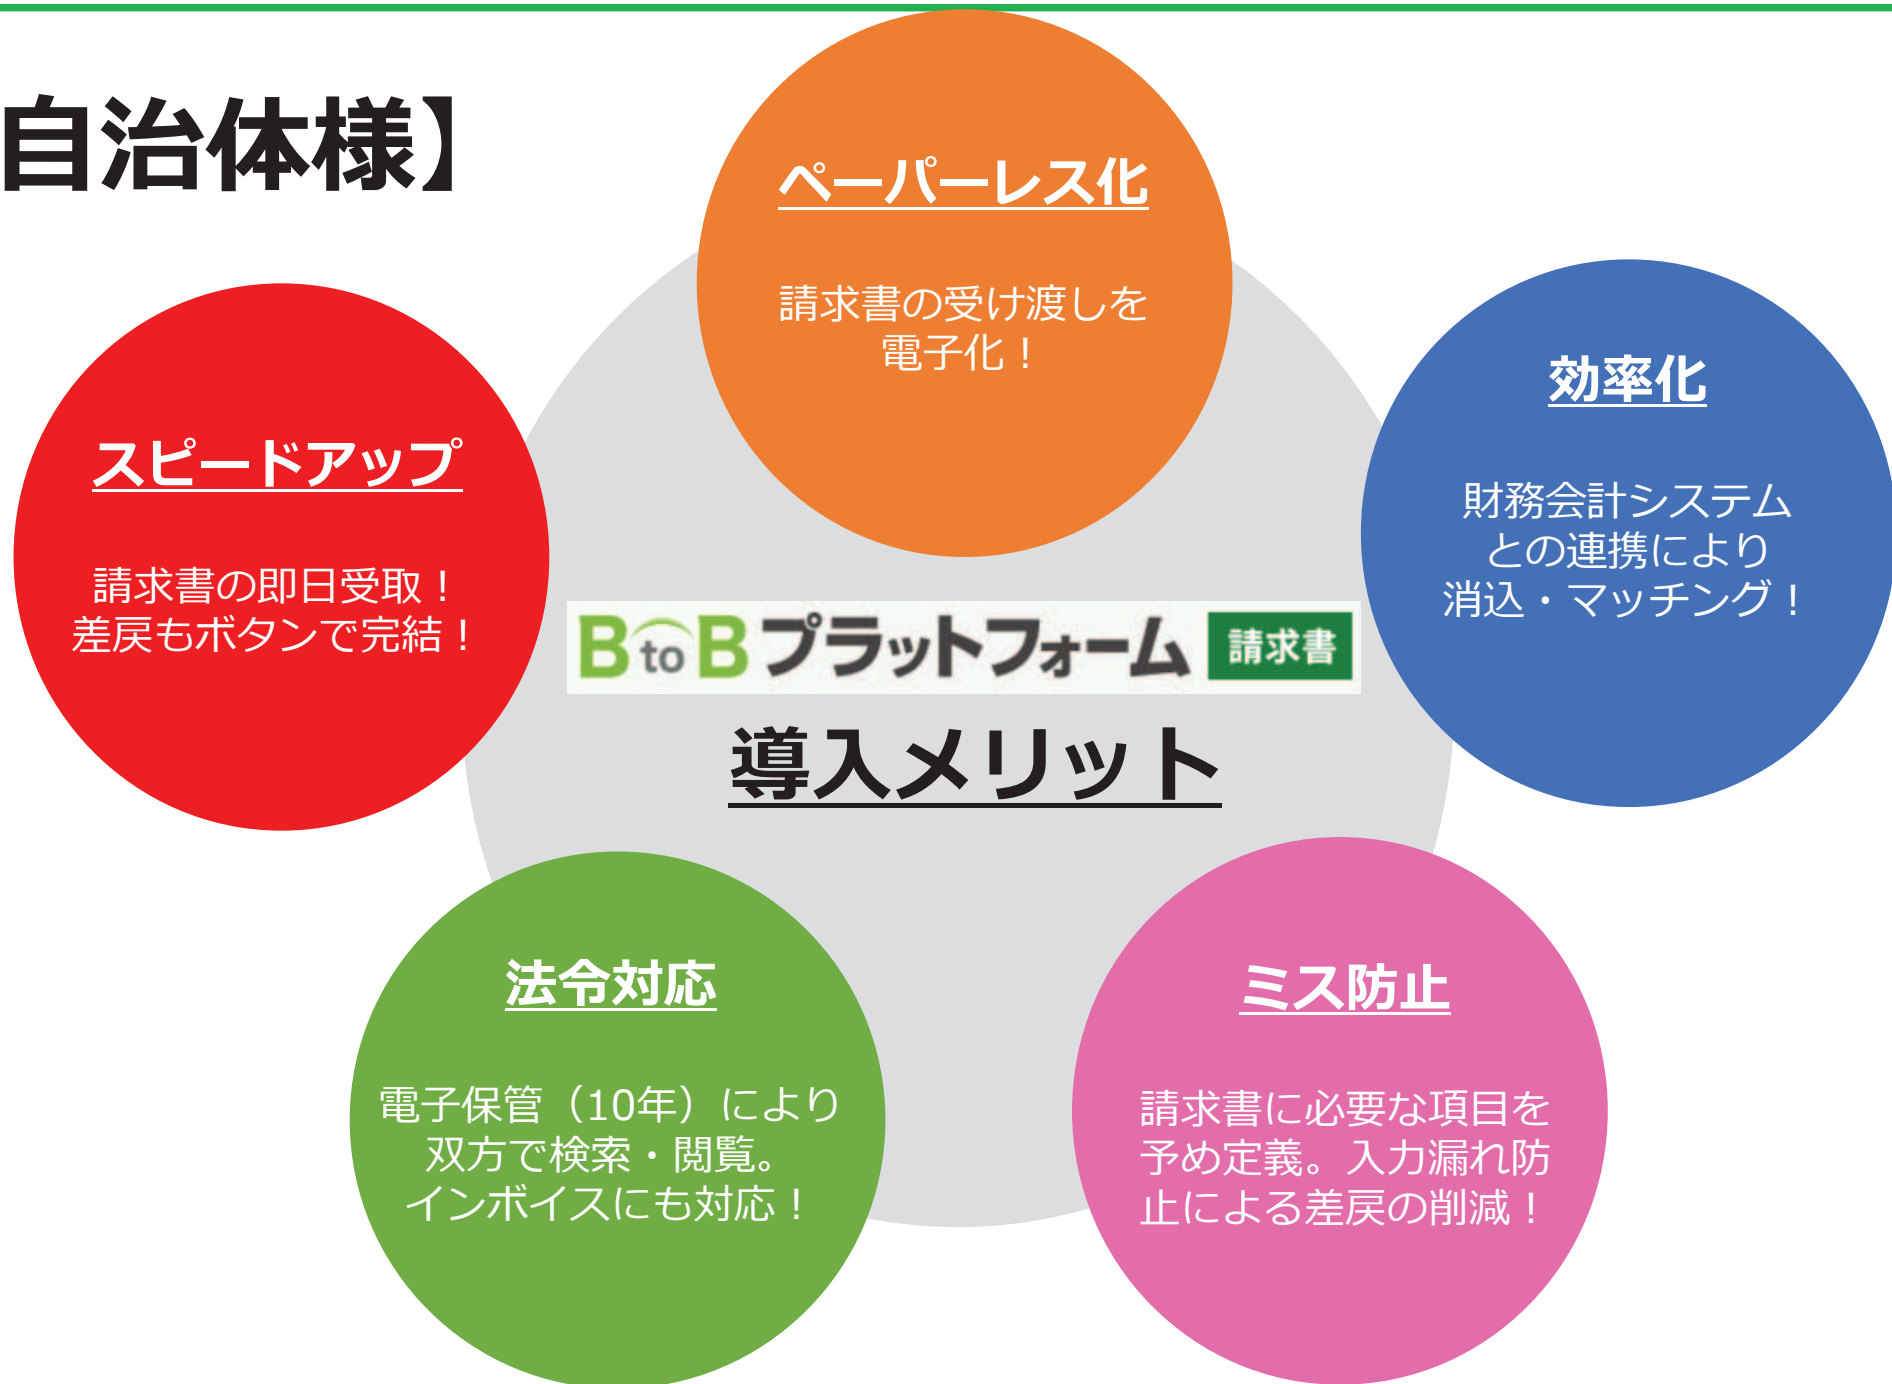 自治体様】
ペーパーレス化
請求書の受け渡しを
電子化！
効率化
財務会計システム
との連携により
消込・マッチング！
スピードアップ
請求書の即日受取！
差戻もボタンで完結！
BtoBプラットフォーム 請求書
導入メリット
法令対応
電子保管（10年）により
双方で検索・閲覧。
インボイスにも対応！
ミス防止
請求書に必要な項目を
予め定義。入力漏れ防
止による差戻の削減！